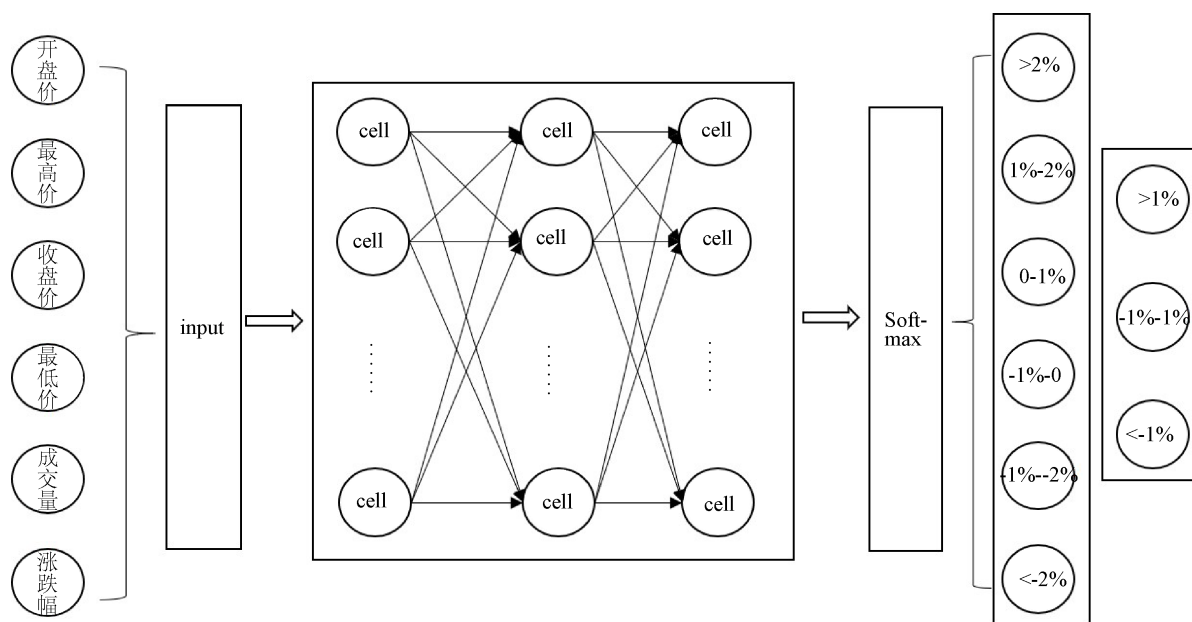 开盘价
最高价
收盘价
最低价
成交量
涨跌幅
input
cell
cell
cell
cell
cell
cell
cell
cell
cell
Soft-
max
>2%
1%-2%
0-1%
-1%-0
-1%--2%
<-2%
>1%
-1%-1%
<-1%